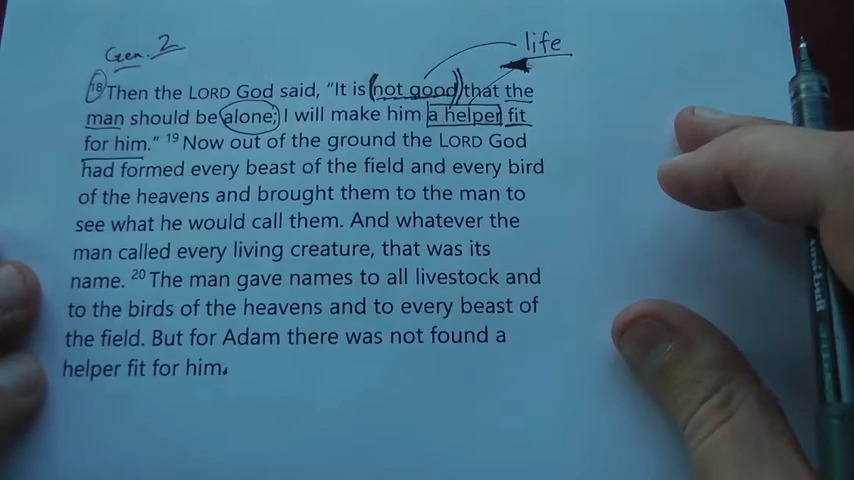 Gen. 2
life
18 Then the LORD God said, "It is not good that the
man should be alone; I will make him a helper fit
for him." 19 Now out of the ground the LORD God
had formed every beast of the field and every bird
of the heavens and brought them to the man to
see what he would call them. And whatever the
man called every living creature, that was its
name. 20 The man gave names to all livestock and
to the birds of the heavens and to every beast of
the field. But for Adam there was not found a
helper fit for him.
uniball